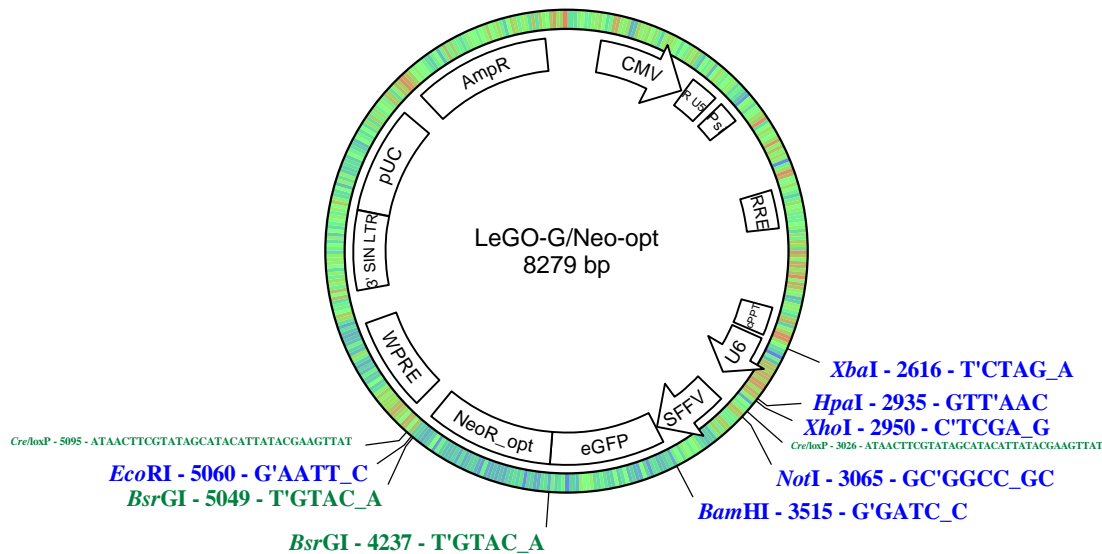 AmpR
CMV
R U5
Ps
pUC
RRE
LeGO-G/Neo-opt
8279 bp
3' SIN LTR
cPPT
U6
WPRE
SFFV
NeoR_opt
eGFP
XbaI - 2616 - T'CTAG_A
HpaI - 2935 - GTT'AAC
XhoI - 2950 - C'TCGA_G
Cre/loxP - 3026 - ATAACTTCGTATAGCATACATTATACGAAGTTAT
NotI - 3065 - GC'GGCC_GC
BamHI - 3515 - G'GATC_C
Cre/loxP - 5095 - ATAACTTCGTATAGCATACATTATACGAAGTTAT
EcoRI - 5060 - G'AATT_C
BsrGI - 5049 - T'GTAC_A
BsrGI - 4237 - T'GTAC_A